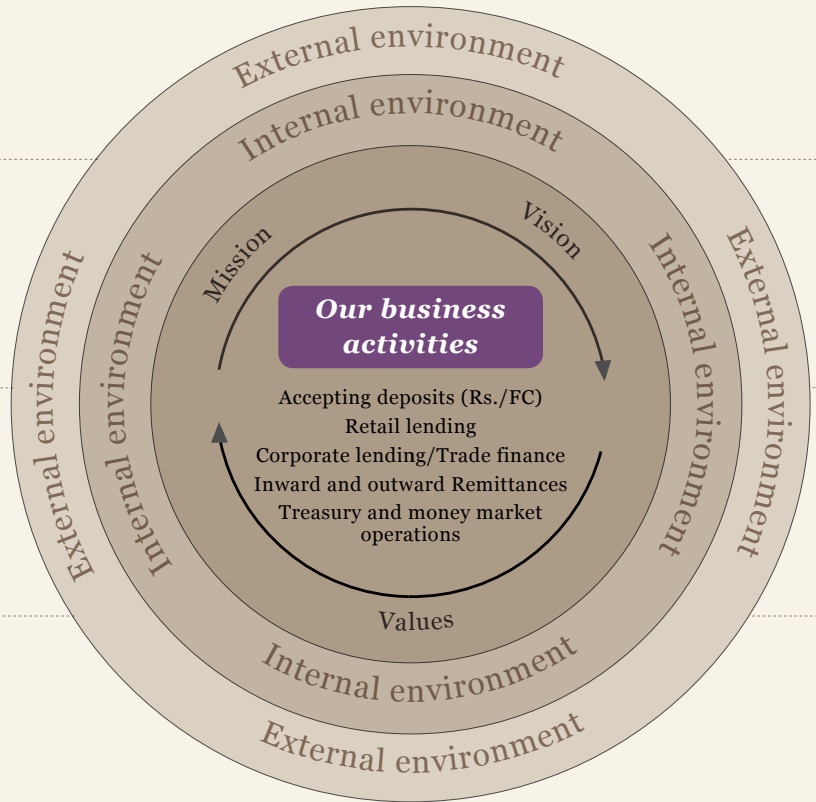 External environment
Internal environment
Mission
Vision
External environment
Internal environment
Internal environment
External environment
Our business
activities
Accepting deposits (Rs./FC)
Retail lending
Corporate lending/Trade finance
Inward and outward Remittances
Treasury and money market
operations
Values
Internal environment
External environment